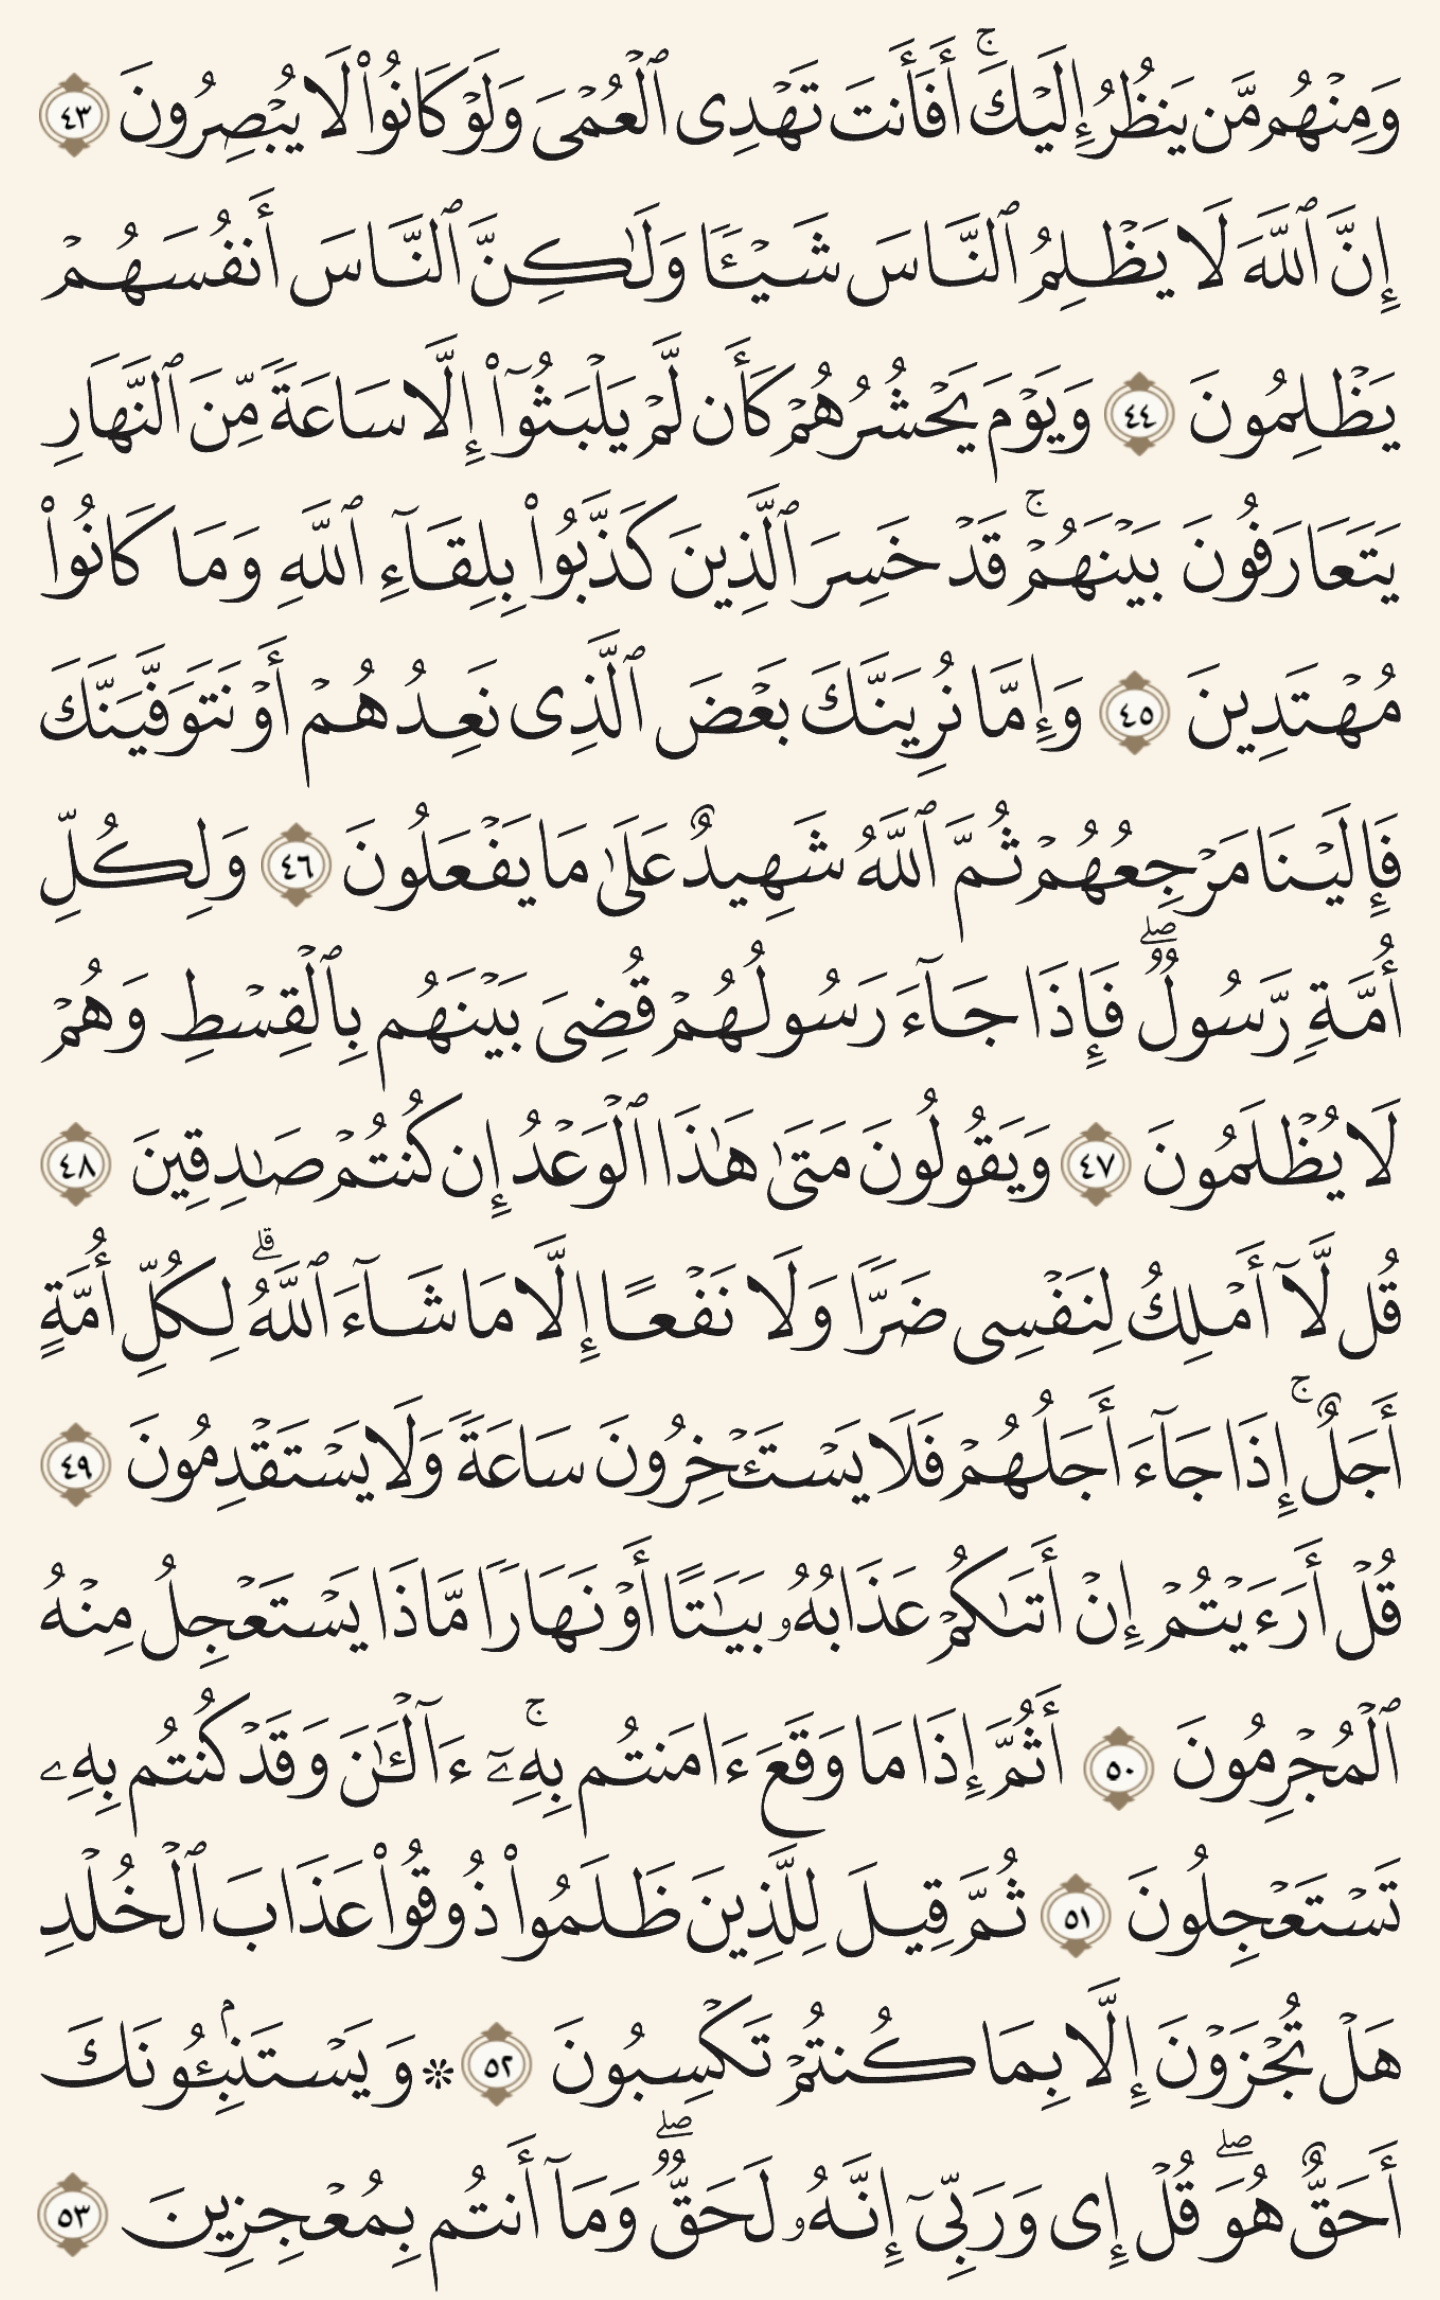 وَمِنْهُم مَّن يَنظُرُ إِلَيْكَ ۚ أَفَأَنتَ تَهْدِى ٱلْعُمْىَ وَلَوْ كَانُوا۟ لَا يُبْصِرُونَ ٤٣
إِنَّ ٱللَّهَ لَا يَظْلِمُ ٱلنَّاسَ شَيْـًٔا وَلَـٰكِنَّ ٱلنَّاسَ أَنفُسَهُمْ
يَظْلِمُونَ ٤٤ وَيَوْمَ يَحْشُرُهُمْ كَأَن لَّمْ يَلْبَثُوٓا۟ إِلَّا سَاعَةً مِّنَ ٱلنَّهَارِ
يَتَعَارَفُونَ بَيْنَهُمْ ۚ قَدْ خَسِرَ ٱلَّذِينَ كَذَّبُوا۟ بِلِقَآءِ ٱللَّهِ وَمَا كَانُوا۟
مُهْتَدِينَ ٤٥ وَإِمَّا نُرِيَنَّكَ بَعْضَ ٱلَّذِى نَعِدُهُمْ أَوْ نَتَوَفَّيَنَّكَ
فَإِلَيْنَا مَرْجِعُهُمْ ثُمَّ ٱللَّهُ شَهِيدٌ عَلَىٰ مَا يَفْعَلُونَ ٤٦ وَلِكُلِّ
أُمَّةٍ رَّسُولٌ ۖ فَإِذَا جَآءَ رَسُولُهُمْ قُضِىَ بَيْنَهُم بِٱلْقِسْطِ وَهُمْ
لَا يُظْلَمُونَ ٤٧ وَيَقُولُونَ مَتَىٰ هَـٰذَا ٱلْوَعْدُ إِن كُنتُمْ صَـٰدِقِينَ ٤٨
قُل لَّآ أَمْلِكُ لِنَفْسِى ضَرًّا وَلَا نَفْعًا إِلَّا مَا شَآءَ ٱللَّهُ ۗ لِكُلِّ أُمَّةٍ
أَجَلٌ ۚ إِذَا جَآءَ أَجَلُهُمْ فَلَا يَسْتَـْٔخِرُونَ سَاعَةً وَلَا يَسْتَقْدِمُونَ ٤٩
قُلْ أَرَءَيْتُمْ إِنْ أَتَىٰكُمْ عَذَابُهُۥ بَيَـٰتًا أَوْ نَهَارًا مَّاذَا يَسْتَعْجِلُ مِنْهُ
ٱلْمُجْرِمُونَ ٥٠ أَثُمَّ إِذَا مَا وَقَعَ ءَامَنتُم بِهِۦٓ ۚ ءَآلْـَٔـٰنَ وَقَدْ كُنتُم بِهِۦ
تَسْتَعْجِلُونَ ٥١ ثُمَّ قِيلَ لِلَّذِينَ ظَلَمُوا۟ ذُوقُوا۟ عَذَابَ ٱلْخُلْدِ
هَلْ تُجْزَوْنَ إِلَّا بِمَا كُنتُمْ تَكْسِبُونَ ٥٢ ۞ وَيَسْتَنۢبِـُٔونَكَ
أَحَقٌّ هُوَ ۖ قُلْ إِى وَرَبِّىٓ إِنَّهُۥ لَحَقٌّ ۖ وَمَآ أَنتُم بِمُعْجِزِينَ ٥٣